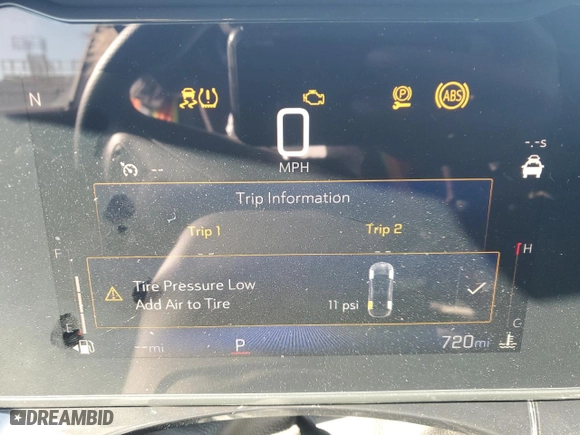 N
P
ABS
0
-.-s
--
MPH
Trip Information
Trip 1
Trip 2
--
--
F
H
Tire Pressure Low
Add Air to Tire
11 psi
E
C
--mi
P
720mi
DREAMBID